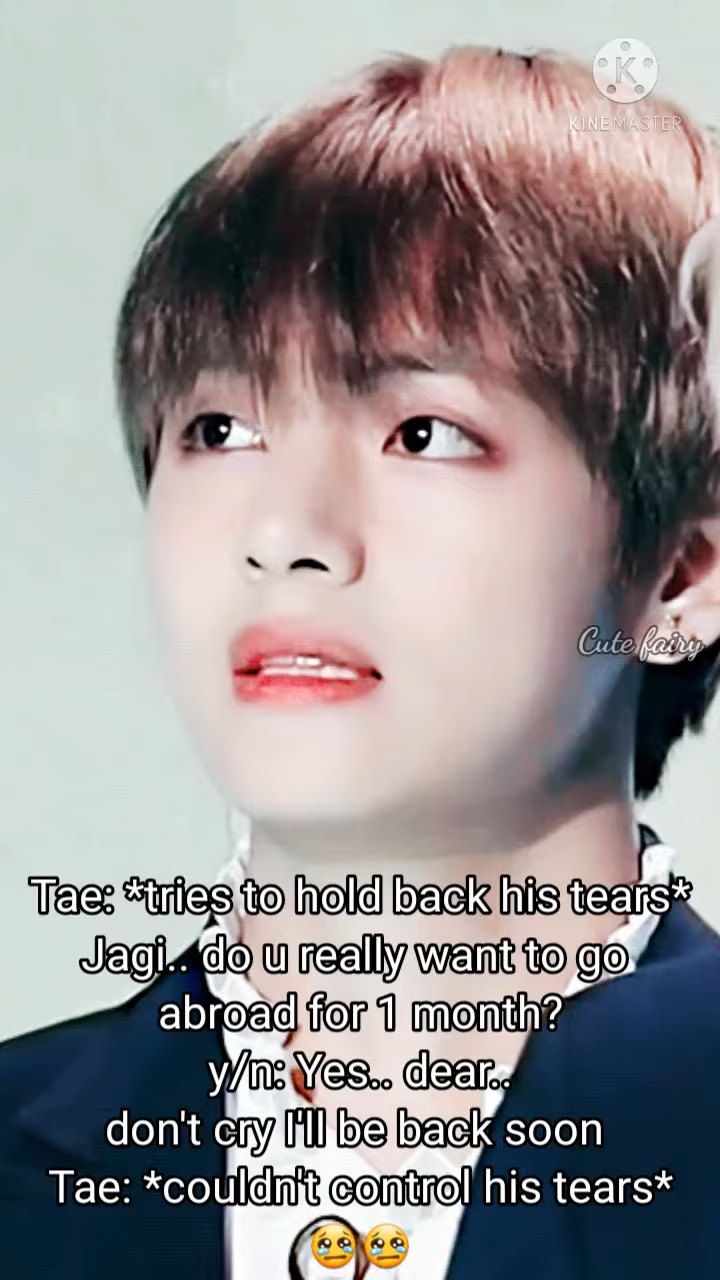 K
KINEMASTER
Cute fairy
Tae: *tries to hold back his tears*
Jagi.. do u really want to go
abroad for 1 month?
y/n: Yes.. dear..
don't cry I'll be back soon
Tae: *couldn't control his tears*
🥹😢